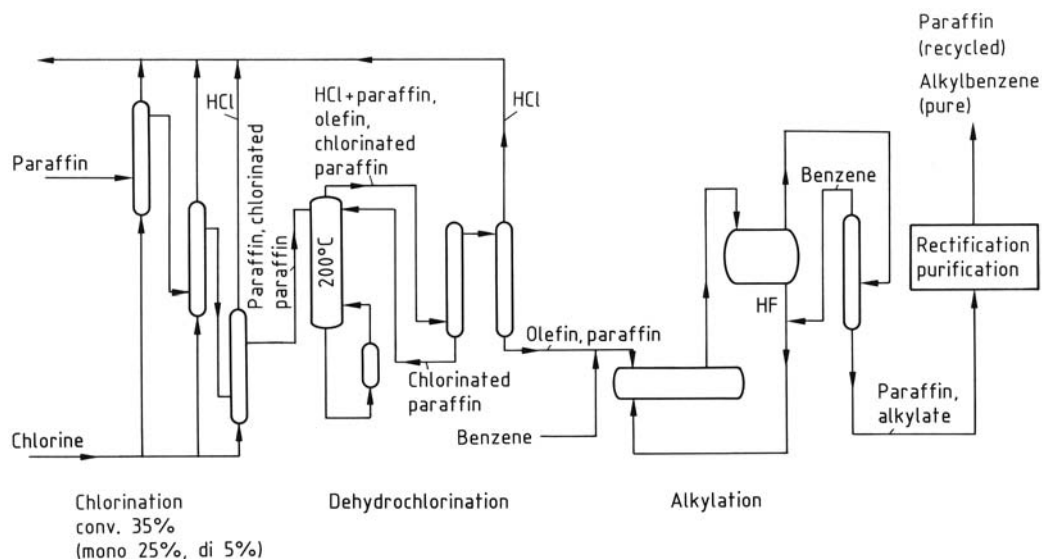 Paraffin
(recycled)
Alkylbenzene
(pure)
HCl
HCl+paraffin,
olefin,
chlorinated
paraffin
HCl
Paraffin
Paraffin, chlorinated
paraffin
200°C
Benzene
Rectification
purification
HF
Olefin, paraffin
Chlorinated
paraffin
Paraffin,
alkylate
Chlorine
Benzene
Chlorination
conv. 35%
(mono 25%, di 5%)
Dehydrochlorination
Alkylation